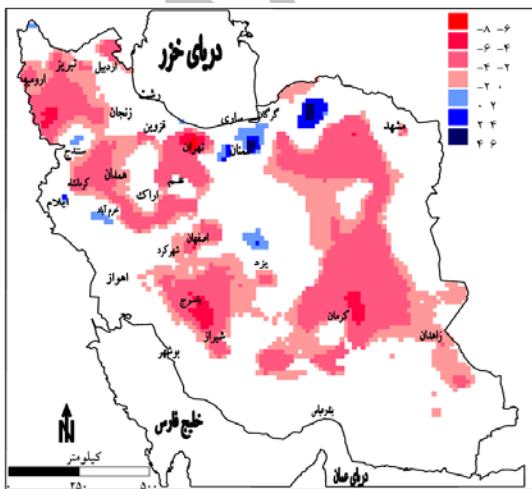 دریای خزر
-۸ -۶
-۶ -۴
-۴ -۲
-۲ ۰
۰ ۲
۲ ۴
۴ ۶
اردبیل
تبریز
ارومیه
رشت
زنجان
گرگان
ساری
مشهد
قزوین
تهران
سمنان
سنندج
همدان
کرمانشاه
قم
اراک
ایلام
خرم آباد
اصفهان
شهرکرد
یزد
اهواز
یاسوج
کرمان
شیراز
زاهدان
بوشهر
بندرعباس
خلیج فارس
دریای عمان
N
کیلومتر
۰ ۲۵۰ ۵۰۰